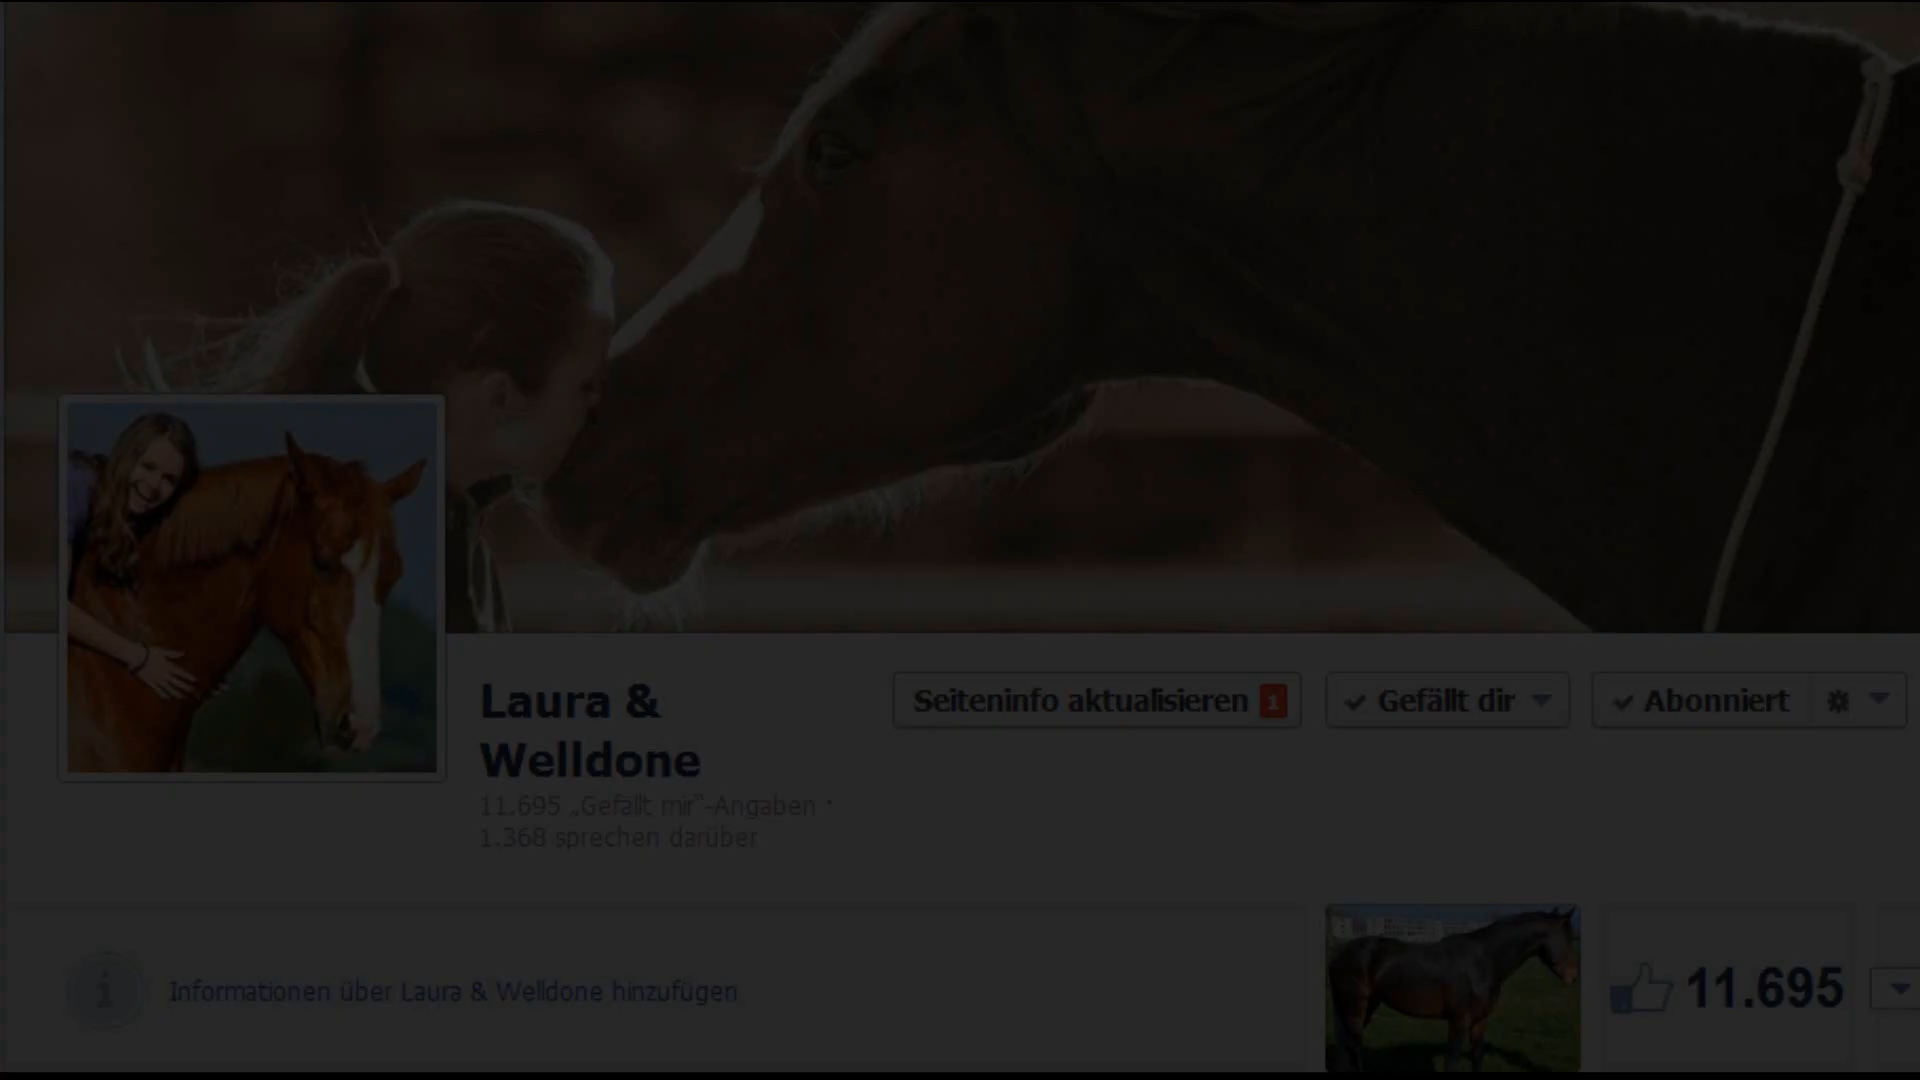 Laura &
Welldone
11.695 „Gefällt mir“-Angaben ·
1.368 sprechen darüber
Seiteninfo aktualisieren 1
Gefällt dir
Abonniert
Informationen über Laura & Welldone hinzufügen
11.695